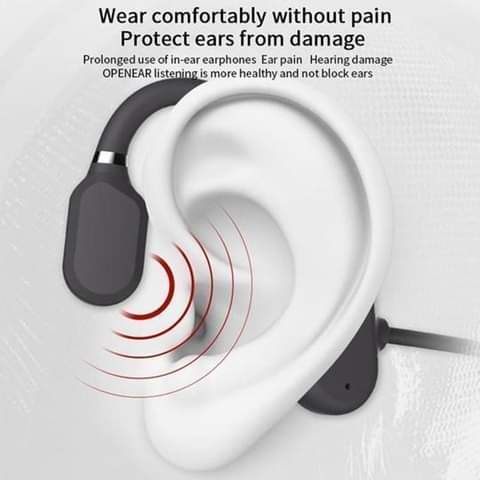 Wear comfortably without pain
Protect ears from damage
Prolonged use of in-ear earphones Ear pain Hearing damage
OPENEAR listening is more healthy and not block ears